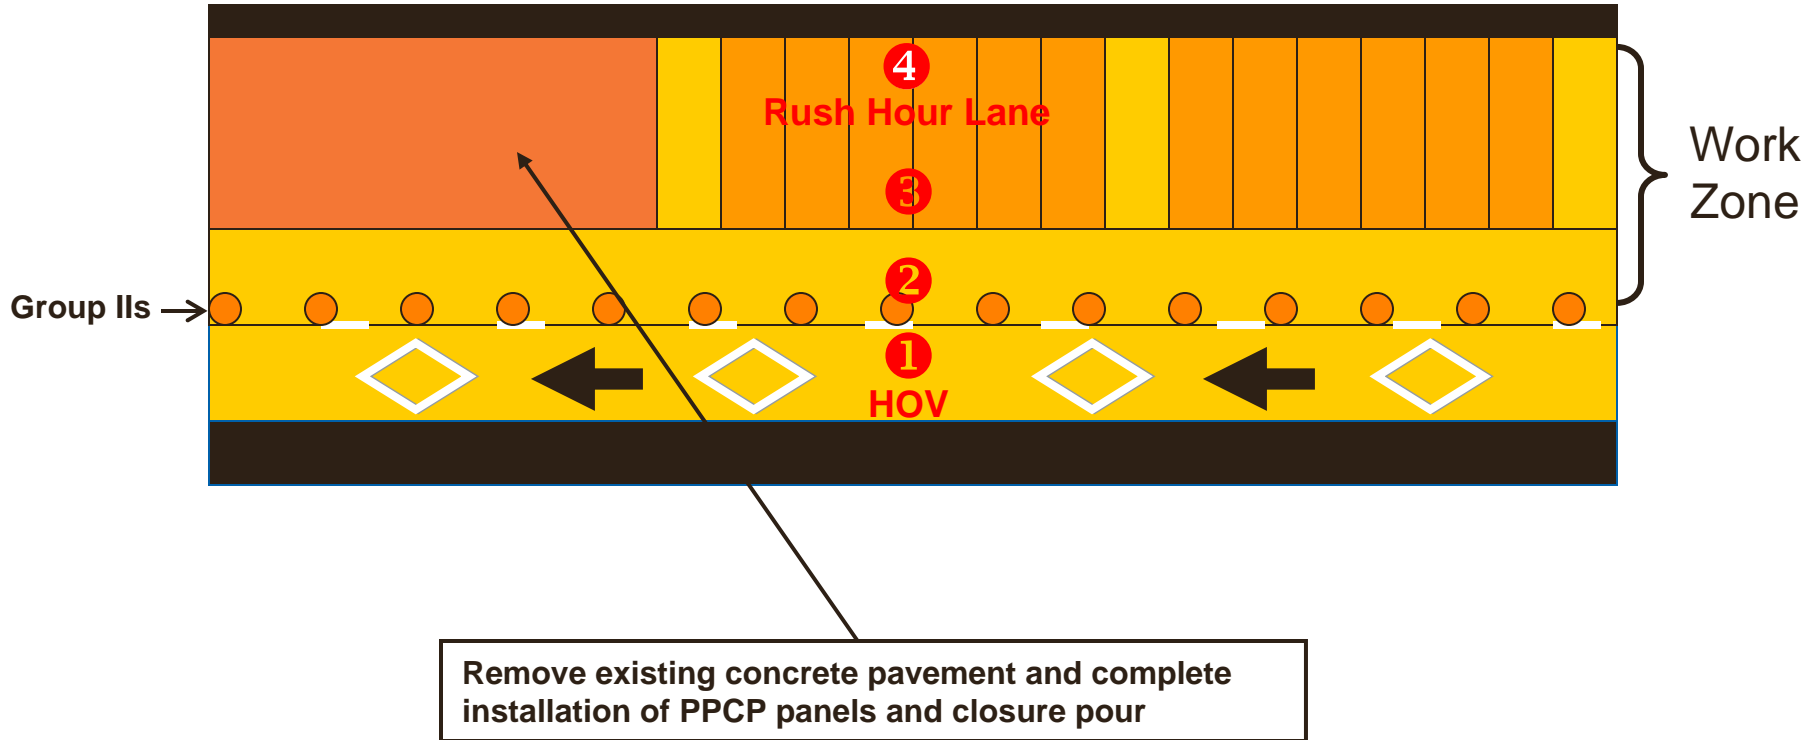 4
Rush Hour Lane
Work
Zone
3
2
Group IIs
1
HOV
Remove existing concrete pavement and complete
installation of PPCP panels and closure pour